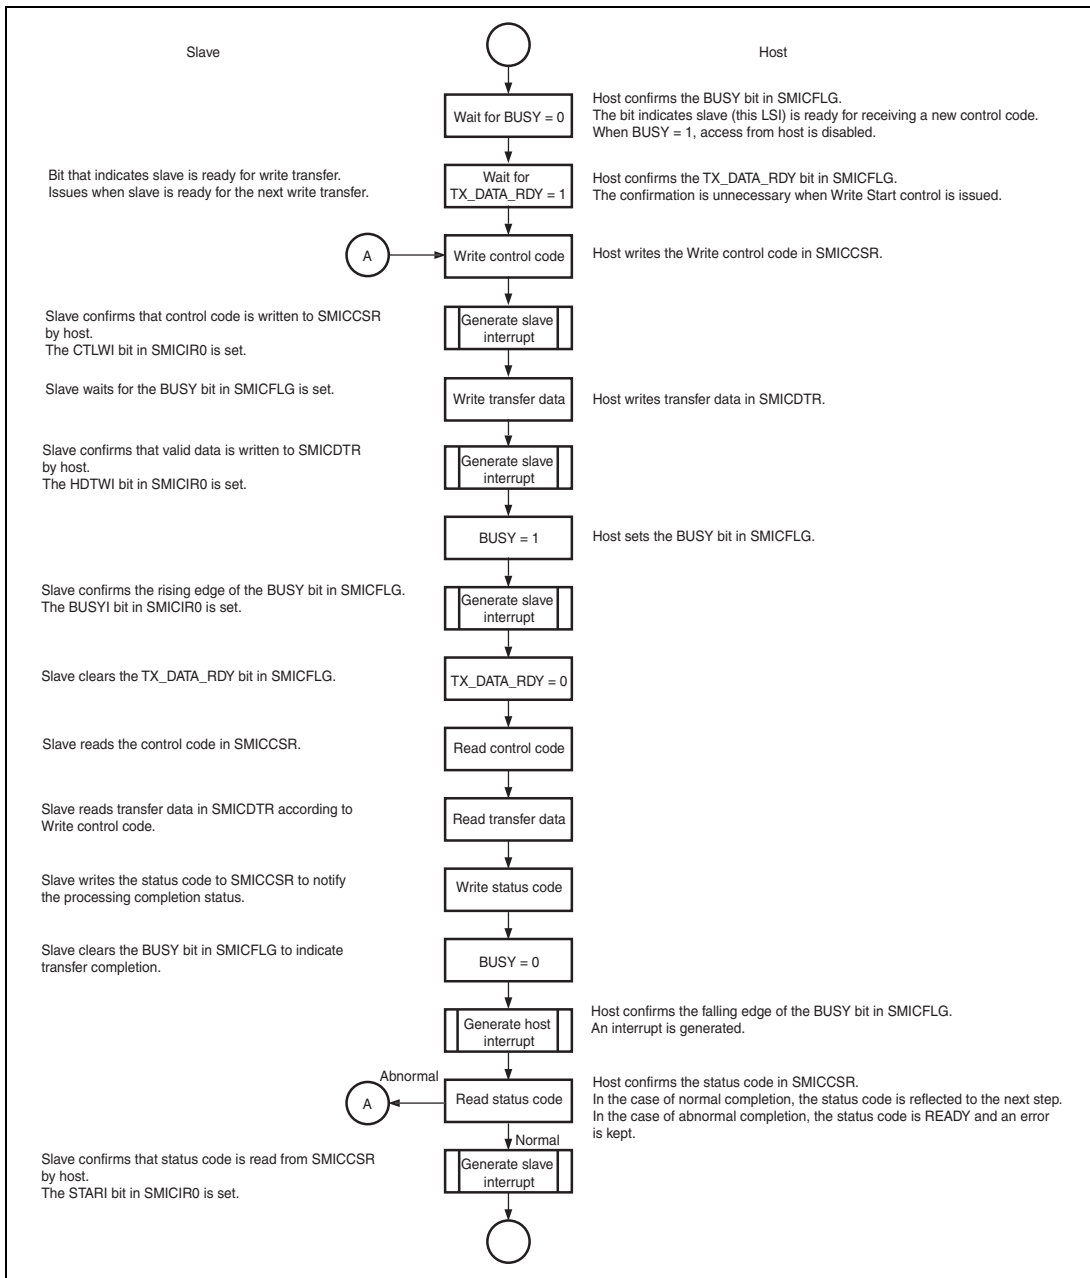 Slave
Host
Wait for BUSY = 0
Host confirms the BUSY bit in SMICFLG.
The bit indicates slave (this LSI) is ready for receiving a new control code.
When BUSY = 1, access from host is disabled.
Bit that indicates slave is ready for write transfer.
Issues when slave is ready for the next write transfer.
Wait for
TX_DATA_RDY = 1
Host confirms the TX_DATA_RDY bit in SMICFLG.
The confirmation is unnecessary when Write Start control is issued.
A
Write control code
Host writes the Write control code in SMICCSR.
Slave confirms that control code is written to SMICCSR
by host.
The CTLWI bit in SMICIR0 is set.
Generate slave
interrupt
Slave waits for the BUSY bit in SMICFLG is set.
Write transfer data
Host writes transfer data in SMICDTR.
Slave confirms that valid data is written to SMICDTR
by host.
The HDTWI bit in SMICIR0 is set.
Generate slave
interrupt
BUSY = 1
Host sets the BUSY bit in SMICFLG.
Slave confirms the rising edge of the BUSY bit in SMICFLG.
The BUSYI bit in SMICIR0 is set.
Generate slave
interrupt
Slave clears the TX_DATA_RDY bit in SMICFLG.
TX_DATA_RDY = 0
Slave reads the control code in SMICCSR.
Read control code
Slave reads transfer data in SMICDTR according to
Write control code.
Read transfer data
Slave writes the status code to SMICCSR to notify
the processing completion status.
Write status code
Slave clears the BUSY bit in SMICFLG to indicate
transfer completion.
BUSY = 0
Generate host
interrupt
Host confirms the falling edge of the BUSY bit in SMICFLG.
An interrupt is generated.
Abnormal
A
Read status code
Host confirms the status code in SMICCSR.
In the case of normal completion, the status code is reflected to the next step.
In the case of abnormal completion, the status code is READY and an error
is kept.
Normal
Slave confirms that status code is read from SMICCSR
by host.
The STARI bit in SMICIR0 is set.
Generate slave
interrupt